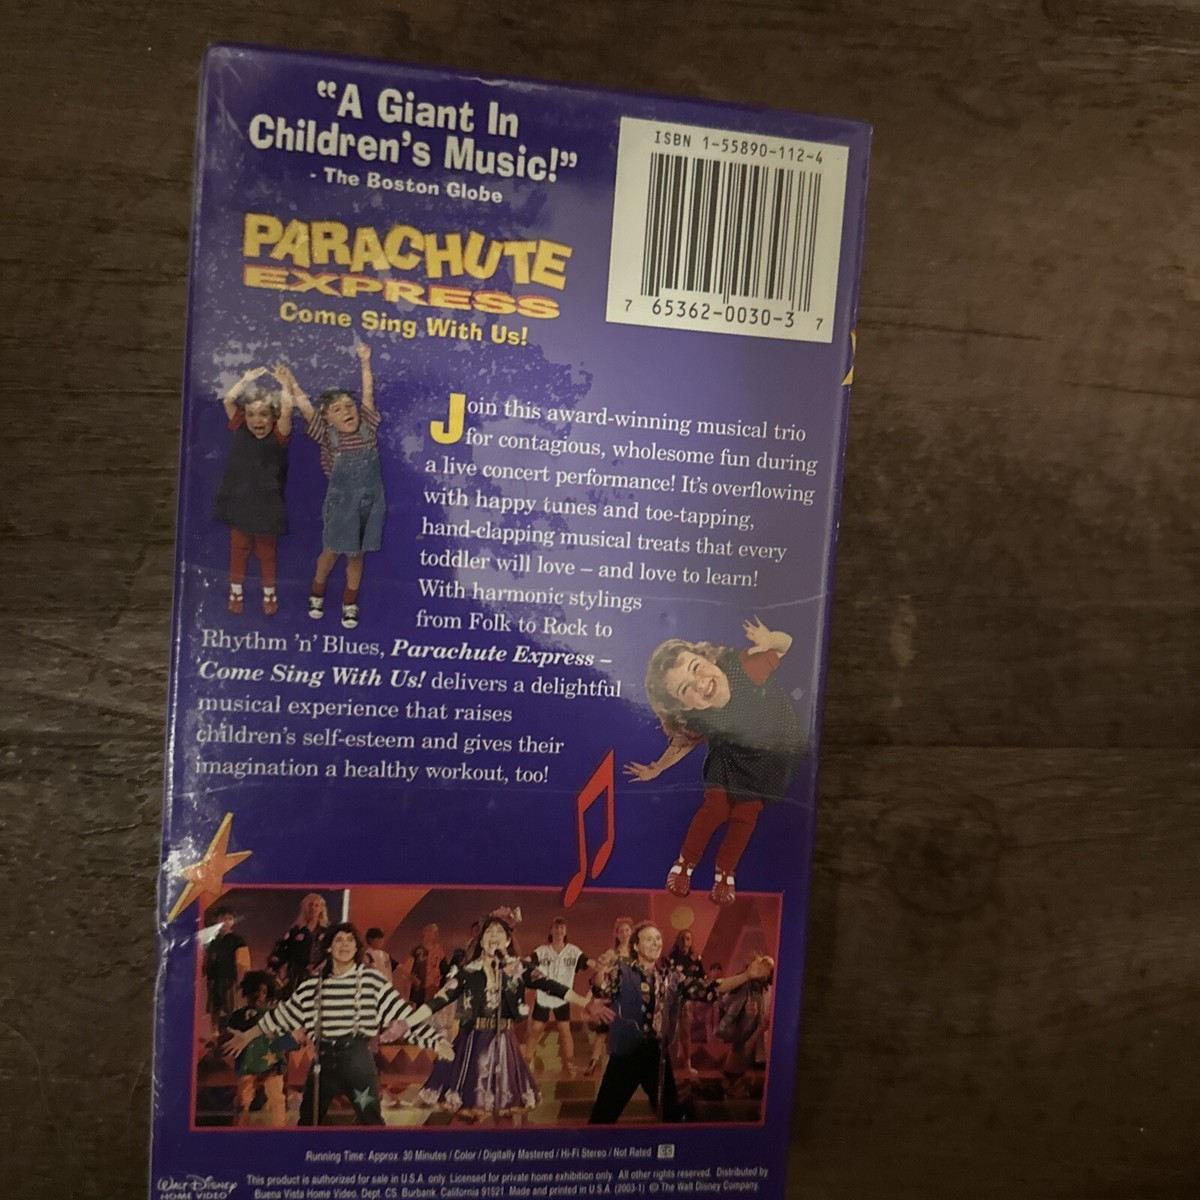 “A Giant In
Children's Music!”
- The Boston Globe
ISBN 1-55890-112-4
7 65362-0030-3 7
PARACHUTE
EXPRESS
Come Sing With Us!
Join this award-winning musical trio
for contagious, wholesome fun during
a live concert performance! It's overflowing
with happy tunes and toe-tapping,
hand-clapping musical treats that every
toddler will love – and love to learn!
With harmonic stylings
from Folk to Rock to
Rhythm 'n' Blues, Parachute Express –
Come Sing With Us! delivers a delightful
musical experience that raises
children's self-esteem and gives their
imagination a healthy workout, too!
Running Time: Approx. 30 Minutes / Color / Digitally Mastered / Hi-Fi Stereo / Not Rated
WALT DISNEY
HOME VIDEO
This product is authorized for sale in U.S.A. only. Licensed for private home exhibition only. All other rights reserved. Distributed by
Buena Vista Home Video, Dept. CS, Burbank, California 91521. Made and printed in U.S.A. (2003-1) © The Walt Disney Company.